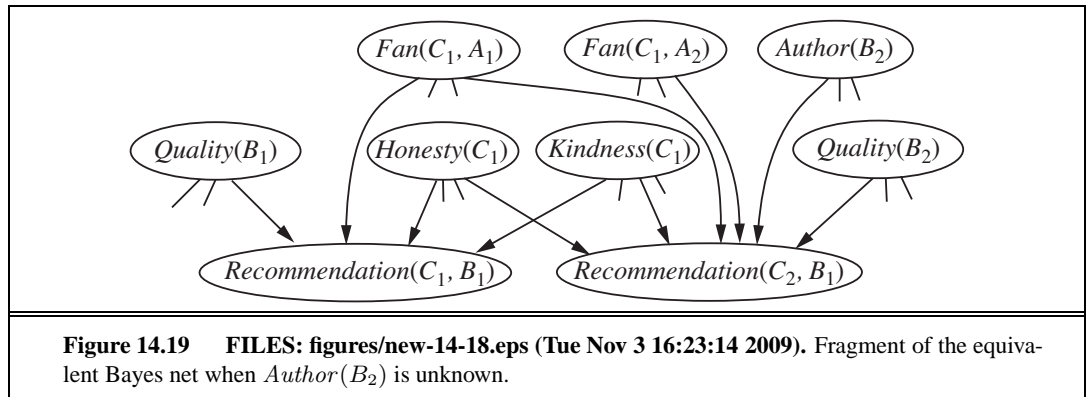 Fan(C₁, A₁) Fan(C₁, A₂) Author(B₂)
Quality(B₁) Honesty(C₁) Kindness(C₁) Quality(B₂)
Recommendation(C₁, B₁) Recommendation(C₂, B₁)
Figure 14.19 FILES: figures/new-14-18.eps (Tue Nov 3 16:23:14 2009). Fragment of the equiva-
lent Bayes net when Author(B₂) is unknown.